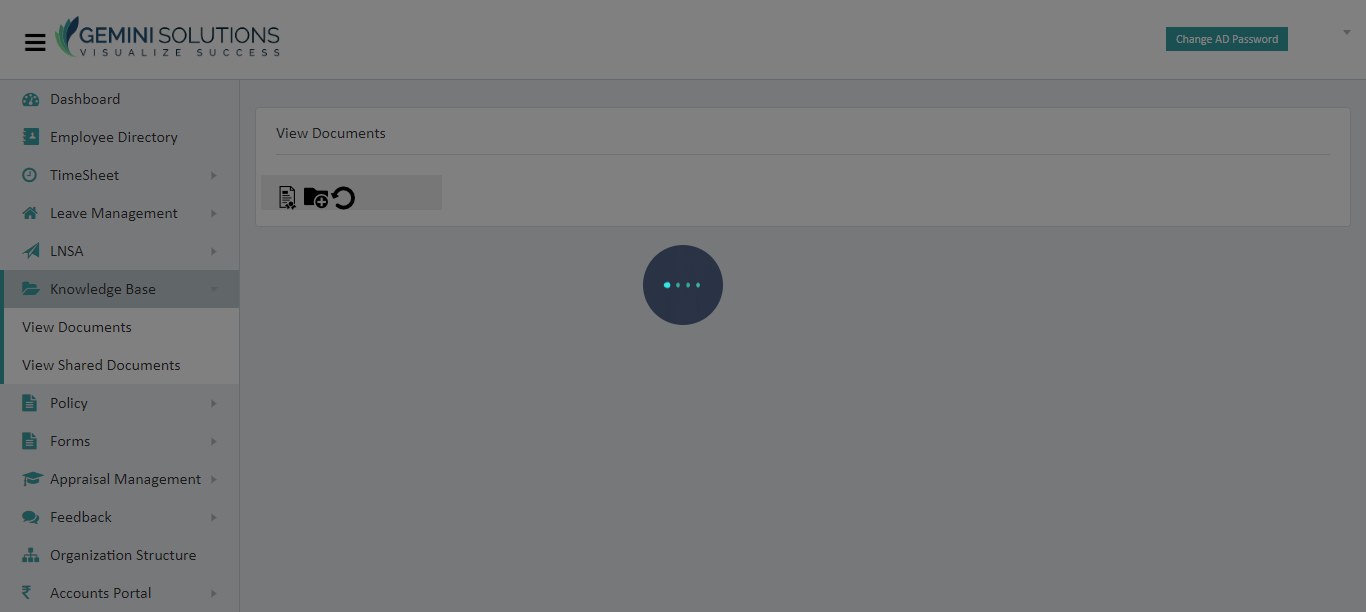 GEMINI SOLUTIONS
VISUALIZE SUCCESS
Change AD Password
Dashboard
Employee Directory
TimeSheet
Leave Management
LNSA
Knowledge Base
View Documents
View Shared Documents
Policy
Forms
Appraisal Management
Feedback
Organization Structure
Accounts Portal
View Documents